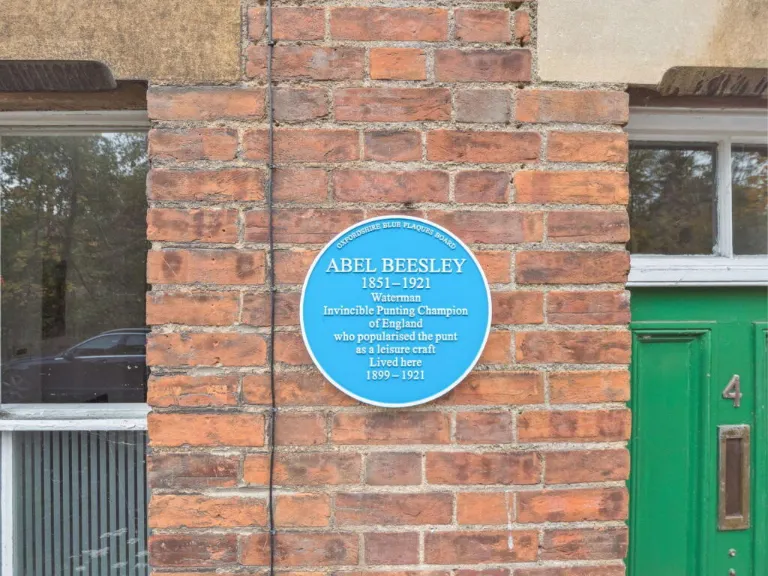 OXFORDSHIRE BLUE PLAQUES BOARD
ABEL BEESLEY
1851–1921
Waterman
Invincible Punting Champion
of England
who popularised the punt
as a leisure craft
Lived here
1899 – 1921
4